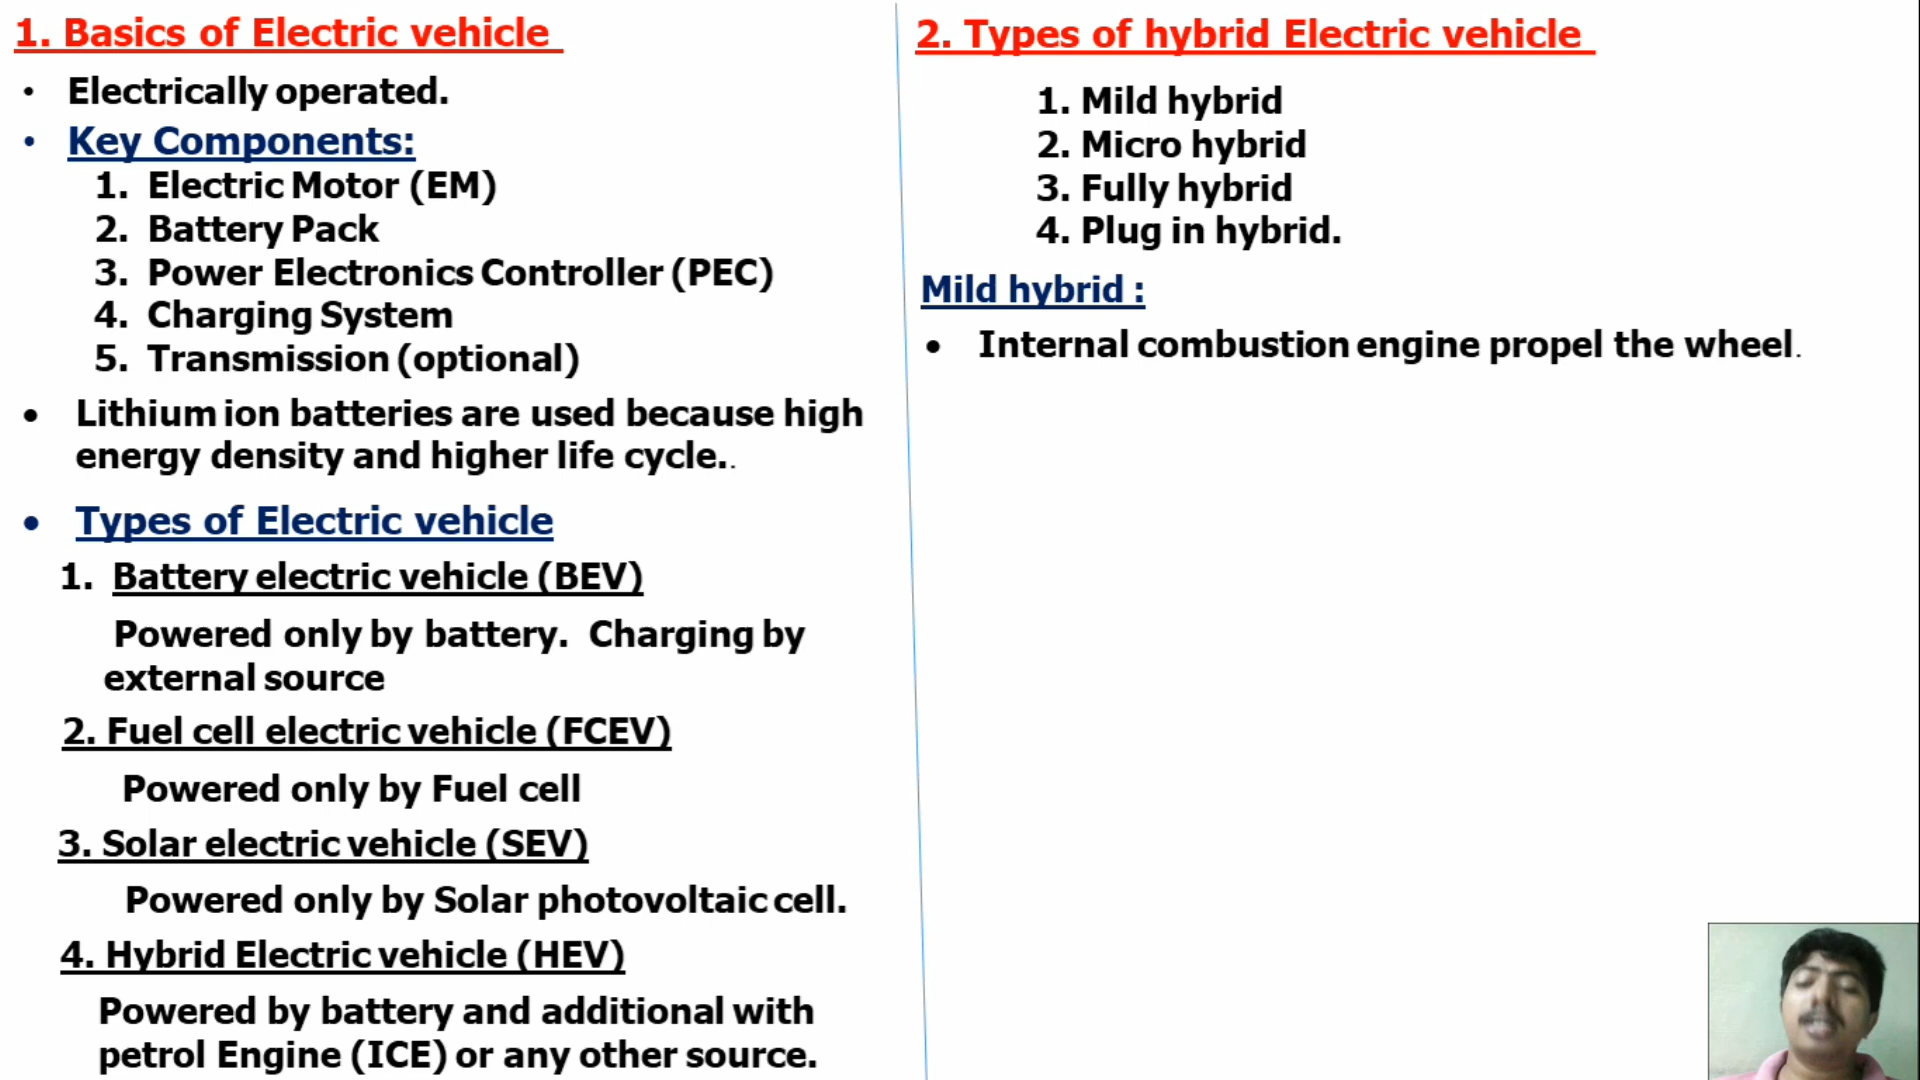 1. Basics of Electric vehicle
• Electrically operated.
• Key Components:
1. Electric Motor (EM)
2. Battery Pack
3. Power Electronics Controller (PEC)
4. Charging System
5. Transmission (optional)
• Lithium ion batteries are used because high
energy density and higher life cycle..
• Types of Electric vehicle
1. Battery electric vehicle (BEV)
Powered only by battery. Charging by
external source
2. Fuel cell electric vehicle (FCEV)
Powered only by Fuel cell
3. Solar electric vehicle (SEV)
Powered only by Solar photovoltaic cell.
4. Hybrid Electric vehicle (HEV)
Powered by battery and additional with
petrol Engine (ICE) or any other source.
2. Types of hybrid Electric vehicle
1. Mild hybrid
2. Micro hybrid
3. Fully hybrid
4. Plug in hybrid.
Mild hybrid :
• Internal combustion engine propel the wheel.